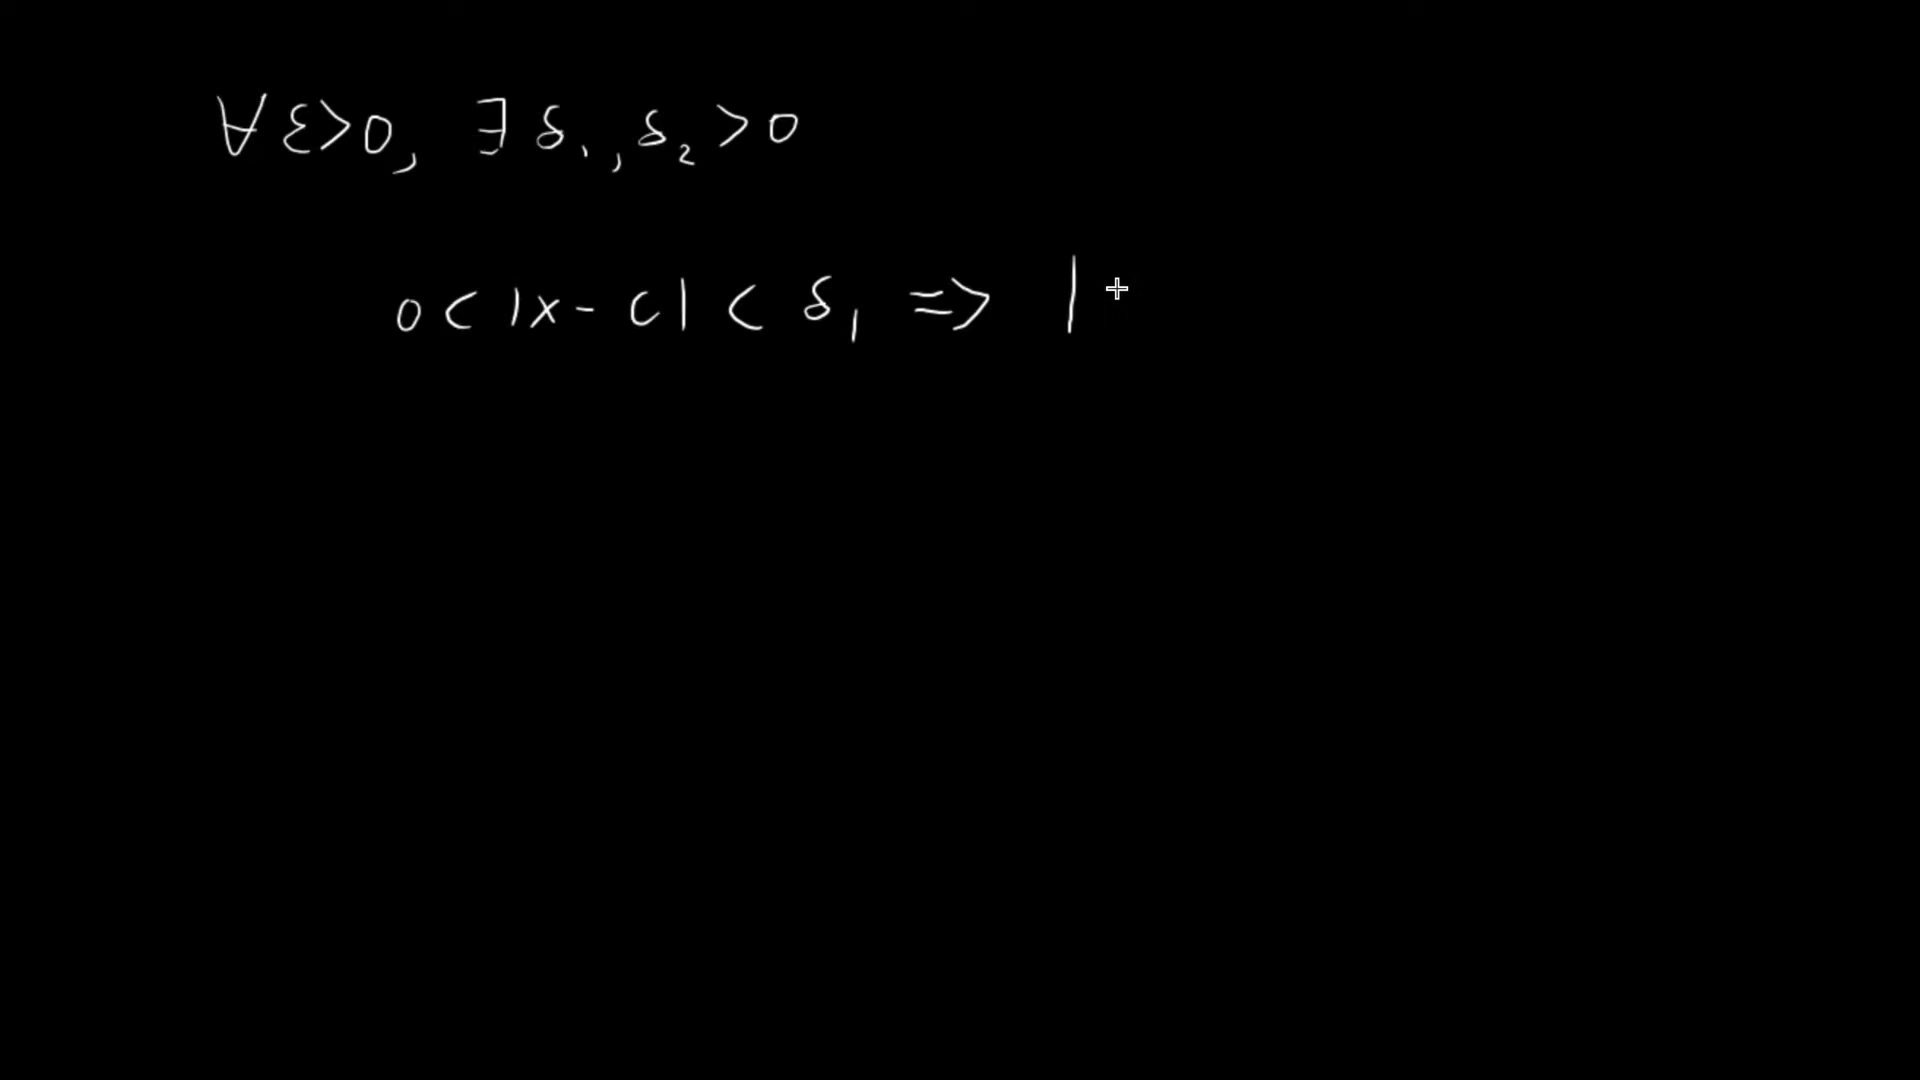 ∀ ε>0, ∃ δ₁, δ₂ > 0
0 < |x - c| < δ₁ => |